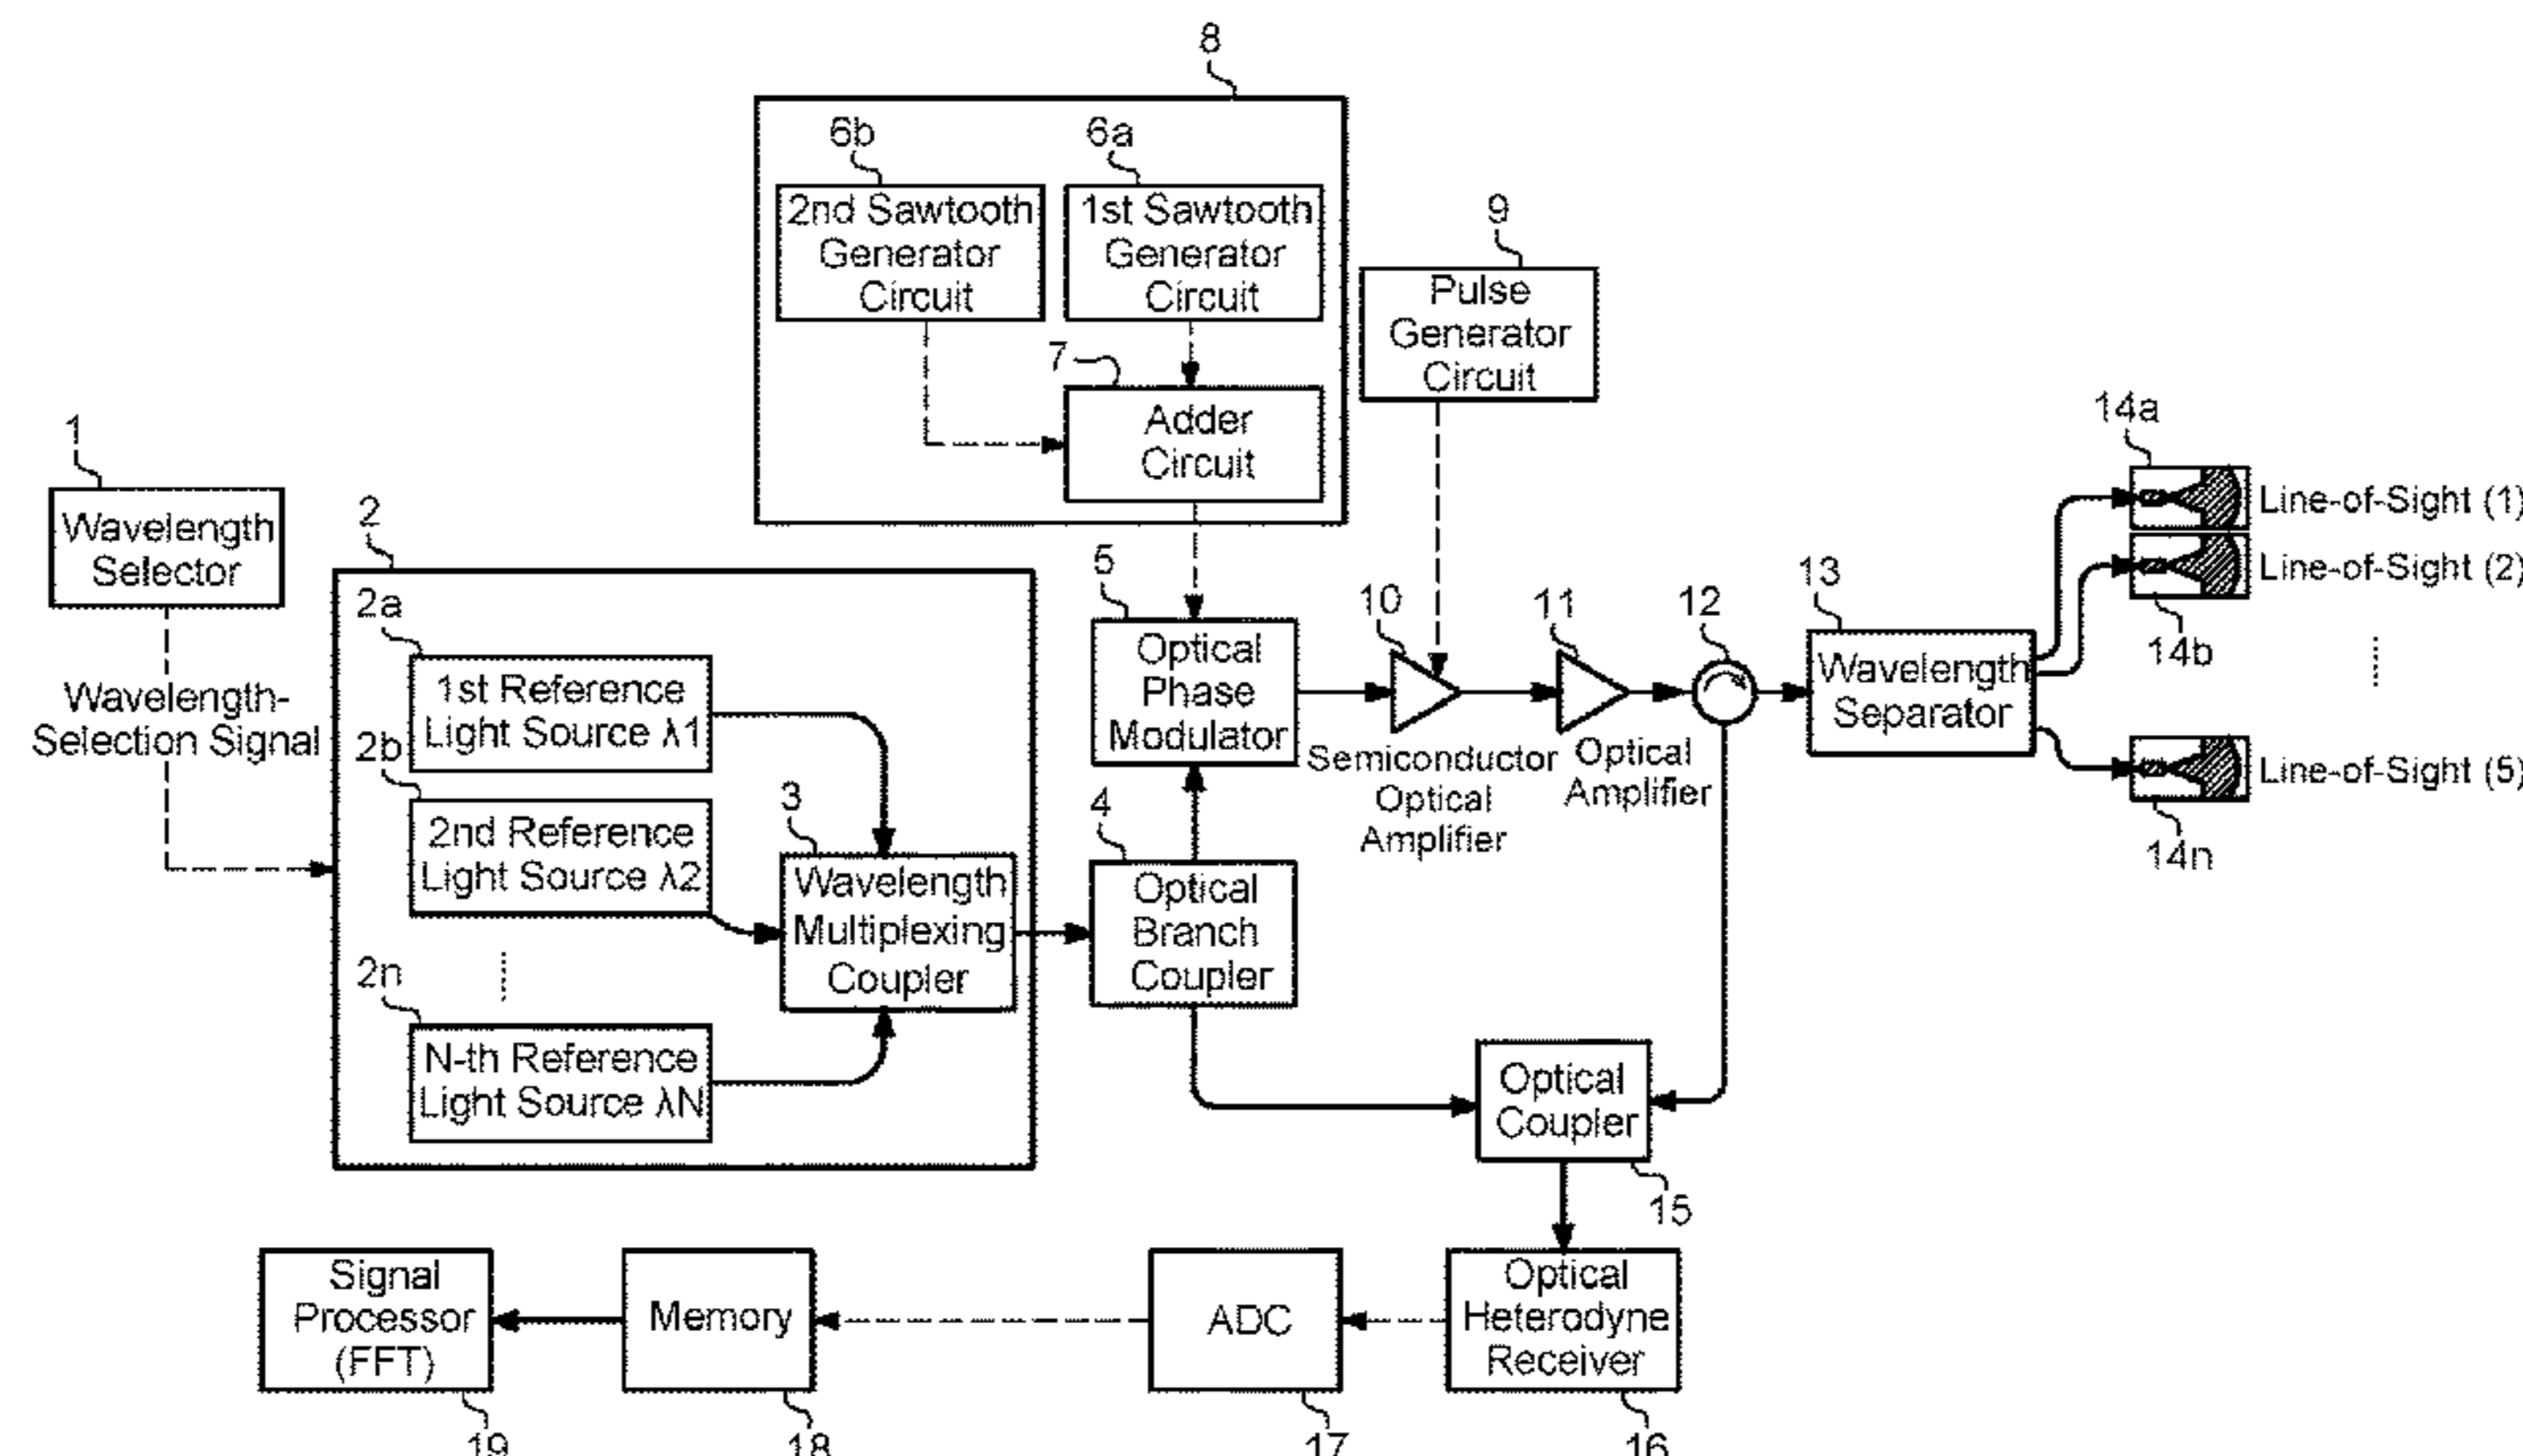 8
6b
6a
2nd Sawtooth
Generator
Circuit
1st Sawtooth
Generator
Circuit
9
Pulse
Generator
Circuit
7
Adder
Circuit
1
Wavelength
Selector
Wavelength-
Selection Signal
2
2a
1st Reference
Light Source λ1
2b
2nd Reference
Light Source λ2
2n
N-th Reference
Light Source λN
3
Wavelength
Multiplexing
Coupler
4
Optical
Branch
Coupler
5
Optical
Phase
Modulator
10
Semiconductor
Optical
Amplifier
11
Optical
Amplifier
12
13
Wavelength
Separator
14a
Line-of-Sight (1)
Line-of-Sight (2)
14b
Line-of-Sight (5)
14n
Optical
Coupler
15
Signal
Processor
(FFT)
19
Memory
18
ADC
17
Optical
Heterodyne
Receiver
16